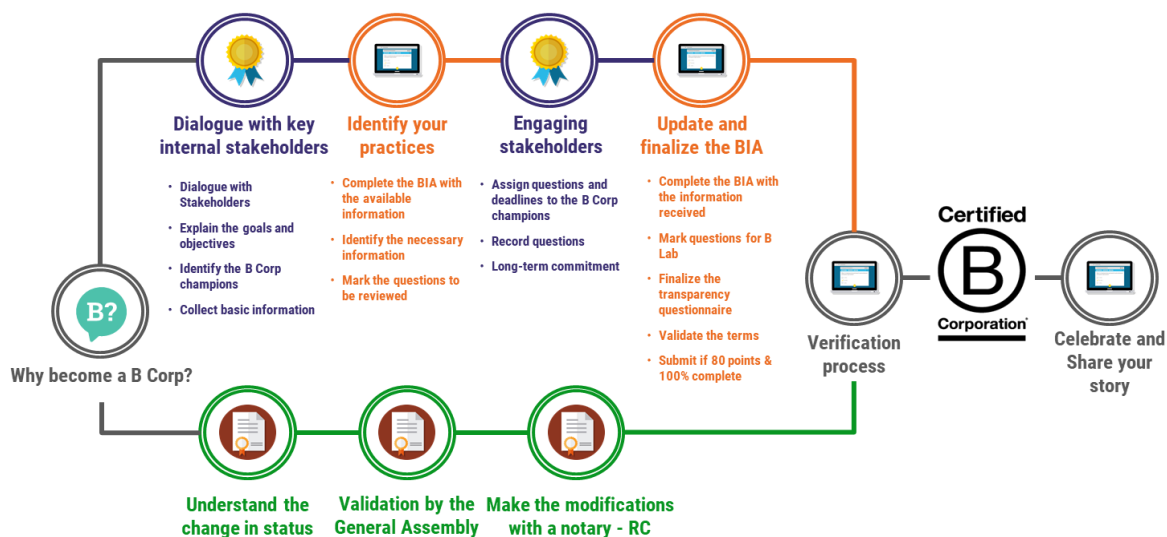 B?
Why become a B Corp?
Dialogue with key
internal stakeholders
• Dialogue with
Stakeholders
• Explain the goals and
objectives
• Identify the B Corp
champions
• Collect basic information
Identify your
practices
• Complete the BIA with
the available
information
• Identify the necessary
information
• Mark the questions to
be reviewed
Engaging
stakeholders
• Assign questions and
deadlines to the B Corp
champions
• Record questions
• Long-term commitment
Update and
finalize the BIA
• Complete the BIA with
the information
received
• Mark questions for B
Lab
• Finalize the
transparency
questionnaire
• Validate the terms
• Submit if 80 points &
100% complete
Understand the
change in status
Validation by the
General Assembly
Make the modifications
with a notary - RC
Verification
process
Certified
B
Corporation
Celebrate and
Share your
story